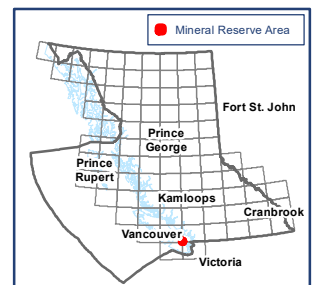 Mineral Reserve Area
Fort St. John
Prince
George
Prince
Rupert
Kamloops
Cranbrook
Vancouver
Victoria